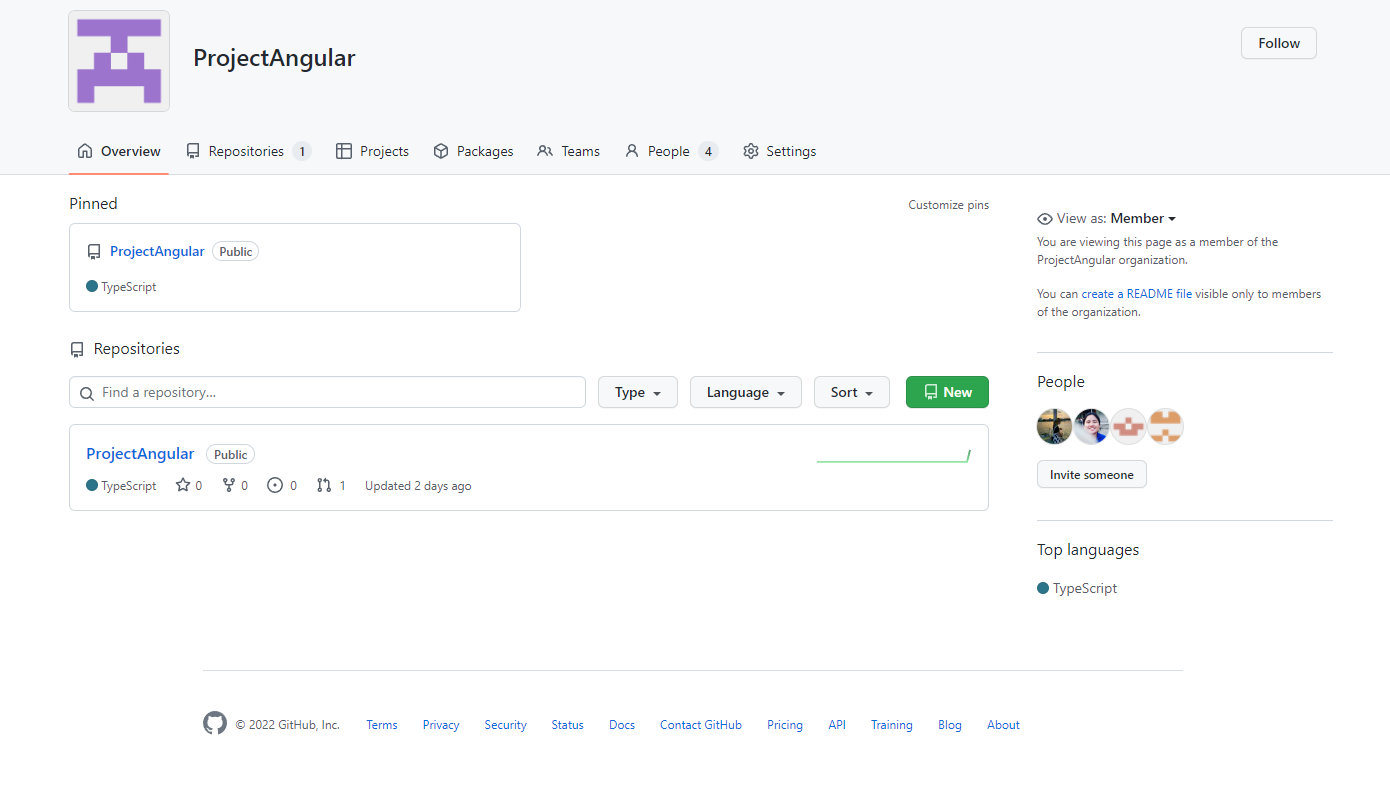 ProjectAngular
Follow
Overview Repositories 1 Projects Packages Teams People 4 Settings
Pinned
Customize pins
ProjectAngular Public
TypeScript
Repositories
Find a repository...
Type Language Sort New
ProjectAngular Public
TypeScript 0 0 0 1 Updated 2 days ago
View as: Member
You are viewing this page as a member of the
ProjectAngular organization.
You can create a README file visible only to members
of the organization.
People
Invite someone
Top languages
TypeScript
© 2022 GitHub, Inc. Terms Privacy Security Status Docs Contact GitHub Pricing API Training Blog About